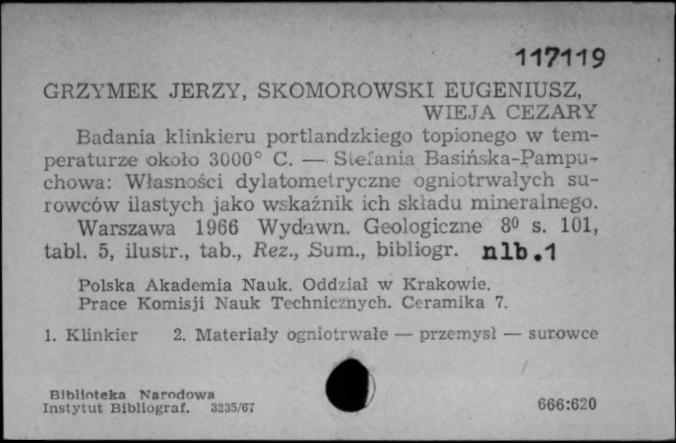 117119
GRZYMEK JERZY, SKOMOROWSKI EUGENIUSZ,
WIEJA CEZARY
Badania klinkieru portlandzkiego topionego w tem-
peraturze około 3000° C. — Stefania Basińska-Pampu-
chowa: Własności dylatometryczne ogniotrwałych su-
rowców ilastych jako wskaźnik ich składu mineralnego.
Warszawa 1966 Wydawn. Geologiczne 8⁰ s. 101,
tabl. 5, ilustr., tab., Rez., Sum., bibliogr. nlb.1
Polska Akademia Nauk. Oddział w Krakowie.
Prace Komisji Nauk Technicznych. Ceramika 7.
1. Klinkier 2. Materiały ogniotrwałe — przemysł — surowce
Biblioteka Narodowa
Instytut Bibliograf. 3235/67
666:620